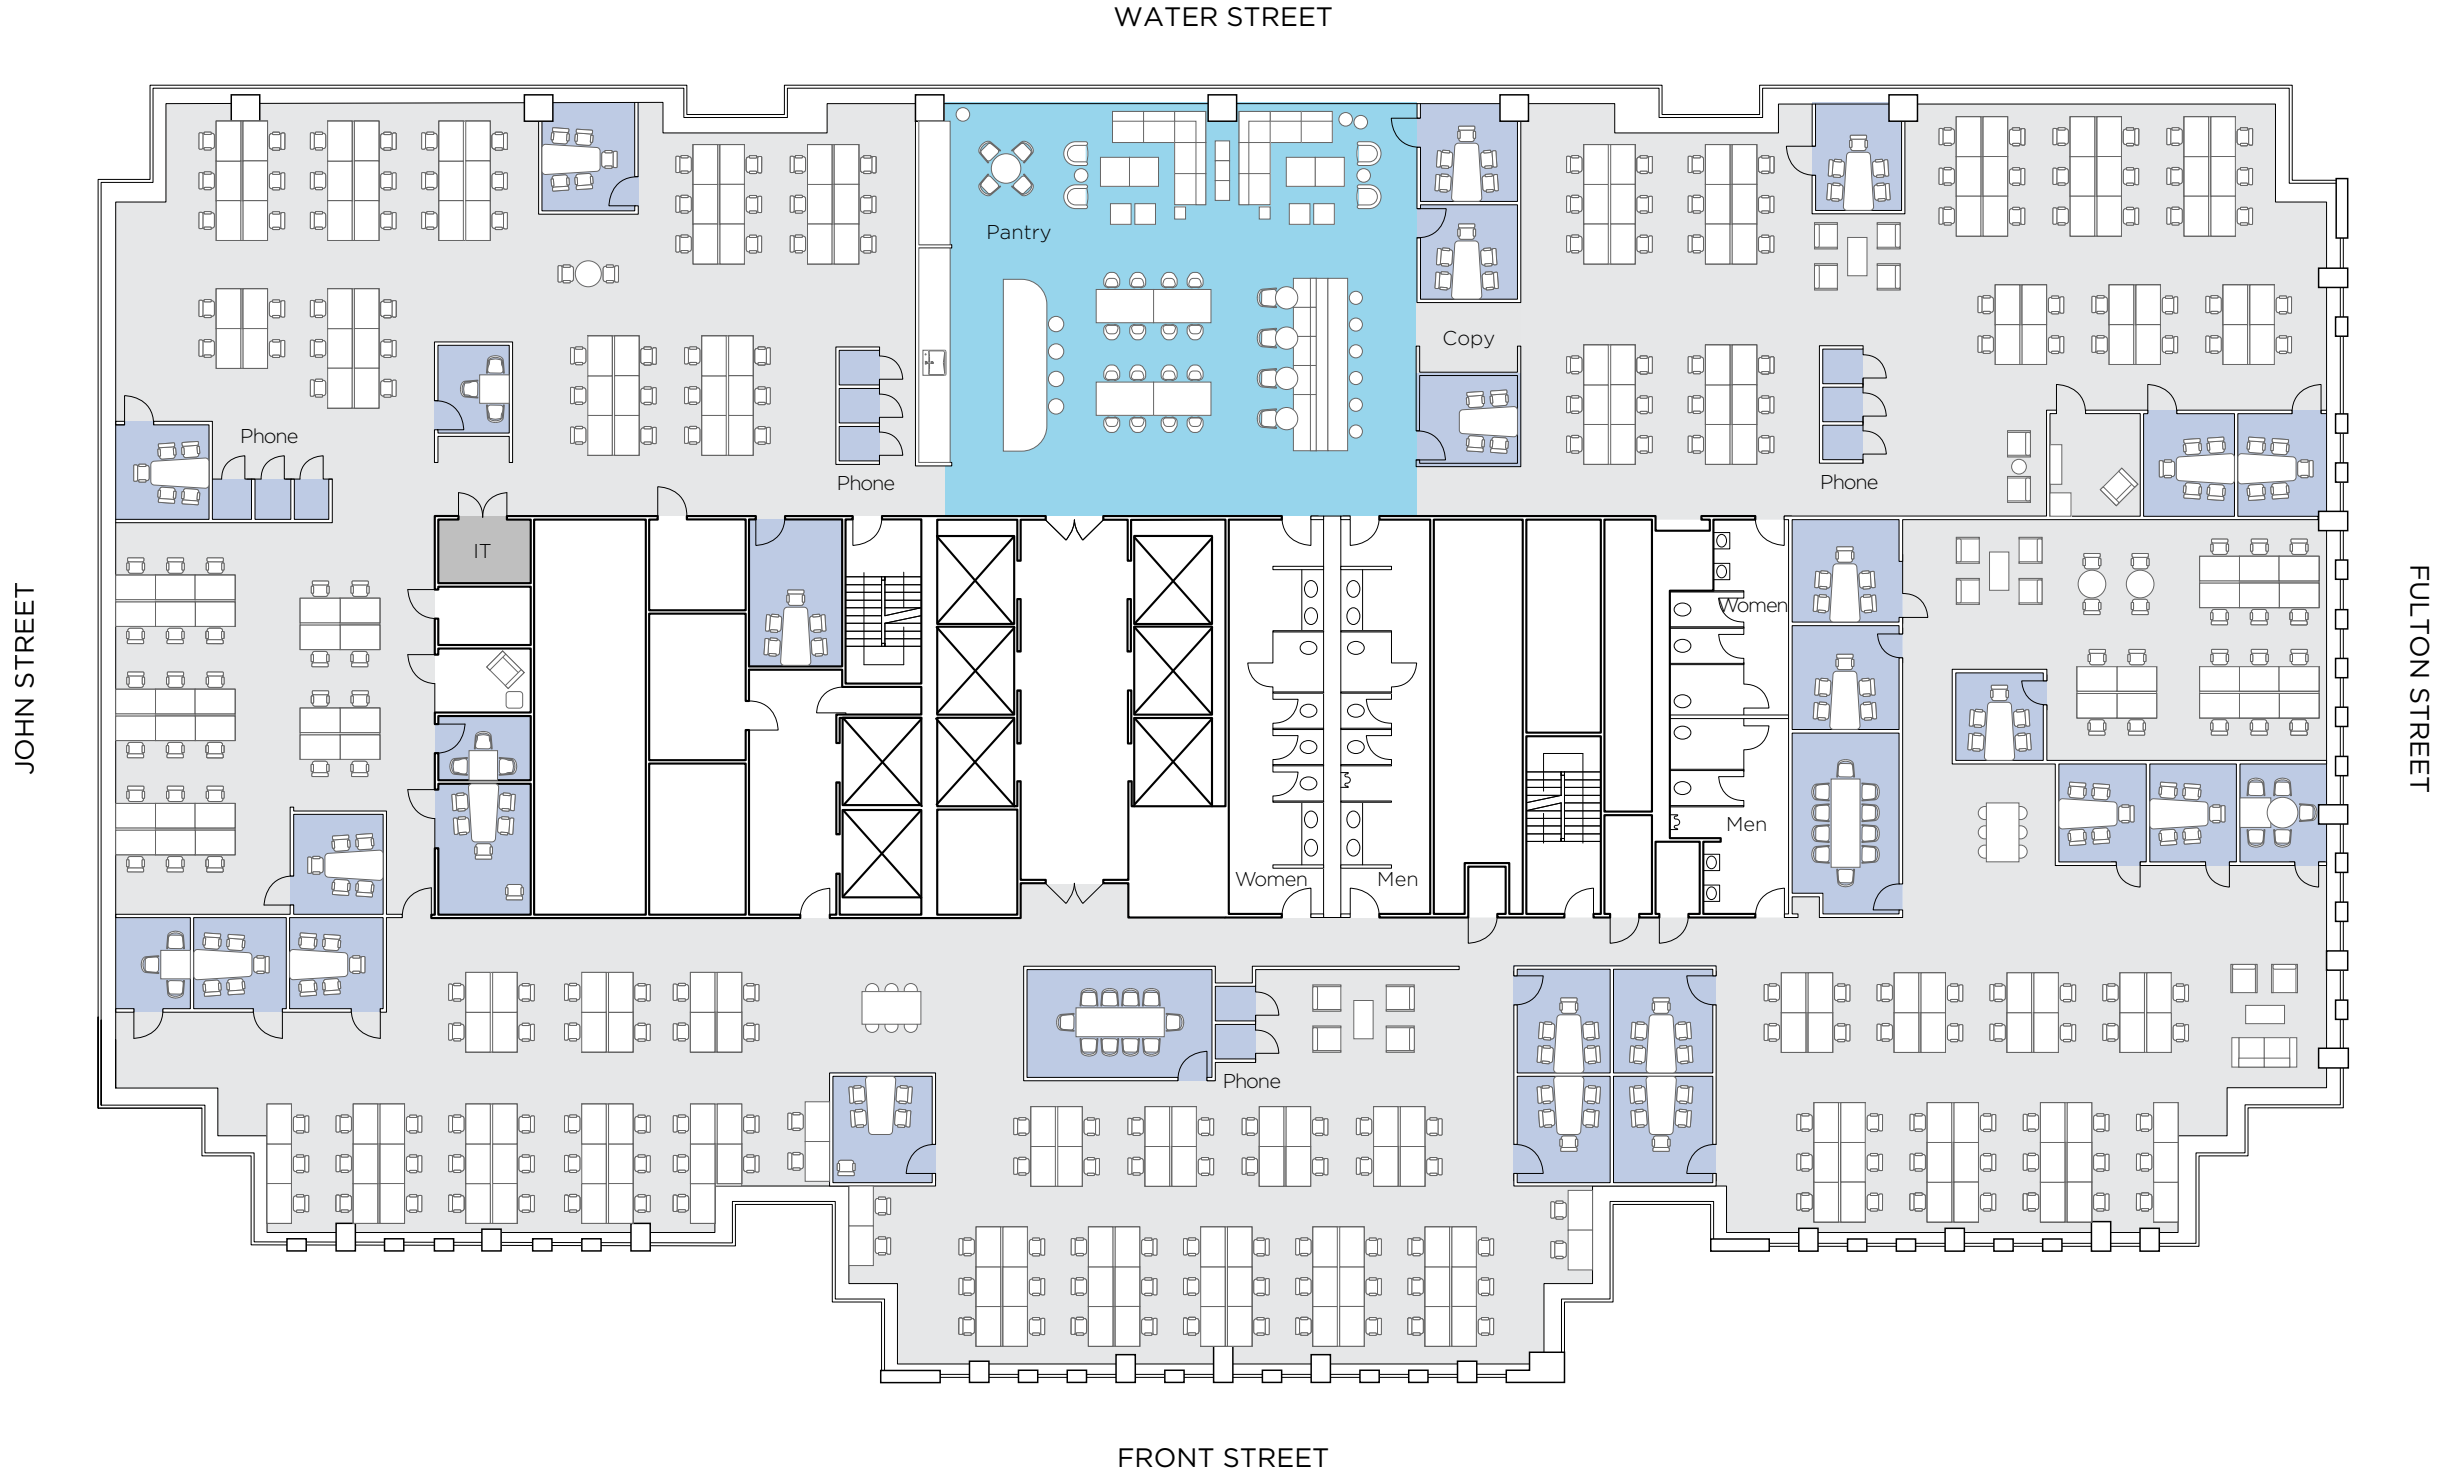 WATER STREET
Pantry
Copy
Phone
Phone
Phone
IT
JOHN STREET
FULTON STREET
Women
Men
Women
Men
Phone
FRONT STREET